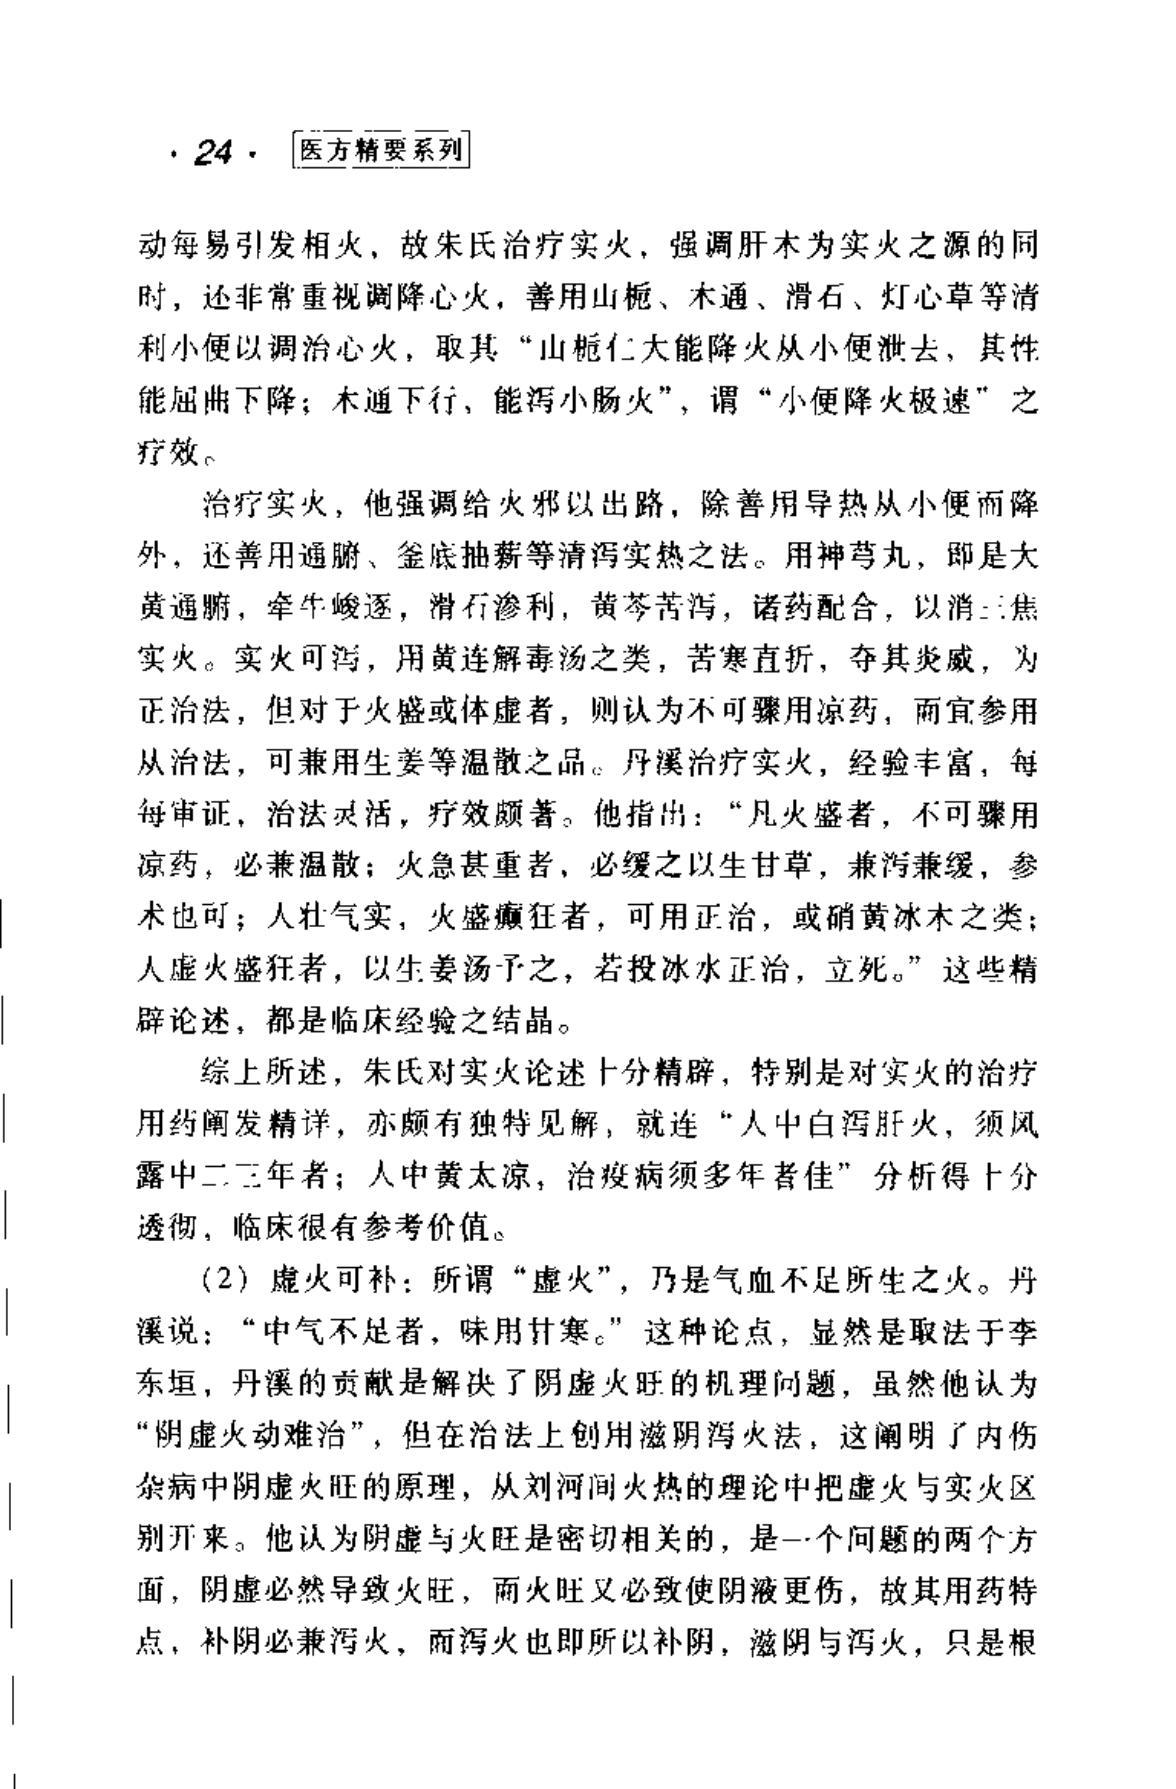 · 24 · 医方精要系列
动每易引发相火，故朱氏治疗实火，强调肝木为实火之源的同
时，还非常重视调降心火，善用山栀、木通、滑石、灯心草等清
利小便以调治心火，取其“山栀仁大能降火从小便泄去，其性
能屈曲下降；木通下行，能泻小肠火”，谓“小便降火极速”之
疗效。
治疗实火，他强调给火邪以出路，除善用导热从小便而降
外，还善用通腑、釜底抽薪等清泻实热之法。用神芎丸，即是大
黄通腑，牵牛峻逐，滑石渗利，黄芩苦泻，诸药配合，以消三焦
实火。实火可泻，用黄连解毒汤之类，苦寒直折，夺其炎威，为
正治法，但对于火盛或体虚者，则认为不可骤用凉药，而宜参用
从治法，可兼用生姜等温散之品。丹溪治疗实火，经验丰富，每
每审证，治法灵活，疗效颇著。他指出：“凡火盛者，不可骤用
凉药，必兼温散；火急甚重者，必缓之以生甘草，兼泻兼缓，参
术也可；人壮气实，火盛癫狂者，可用正治，或硝黄冰木之类；
人虚火盛狂者，以生姜汤予之，若投冰水正治，立死。”这些精
辟论述，都是临床经验之结晶。
综上所述，朱氏对实火论述十分精辟，特别是对实火的治疗
用药阐发精详，亦颇有独特见解，就连“人中白泻肝火，须风
露中二三年者；人中黄太凉，治疫病须多年者佳”分析得十分
透彻，临床很有参考价值。
（2）虚火可补：所谓“虚火”，乃是气血不足所生之火。丹
溪说：“中气不足者，味用甘寒。”这种论点，显然是取法于李
东垣，丹溪的贡献是解决了阴虚火旺的机理问题，虽然他认为
“阴虚火动难治”，但在治法上创用滋阴泻火法，这阐明了内伤
杂病中阴虚火旺的原理，从刘河间火热的理论中把虚火与实火区
别开来。他认为阴虚与火旺是密切相关的，是一个问题的两个方
面，阴虚必然导致火旺，而火旺又必致使阴液更伤，故其用药特
点，补阴必兼泻火，而泻火也即所以补阴，滋阴与泻火，只是根